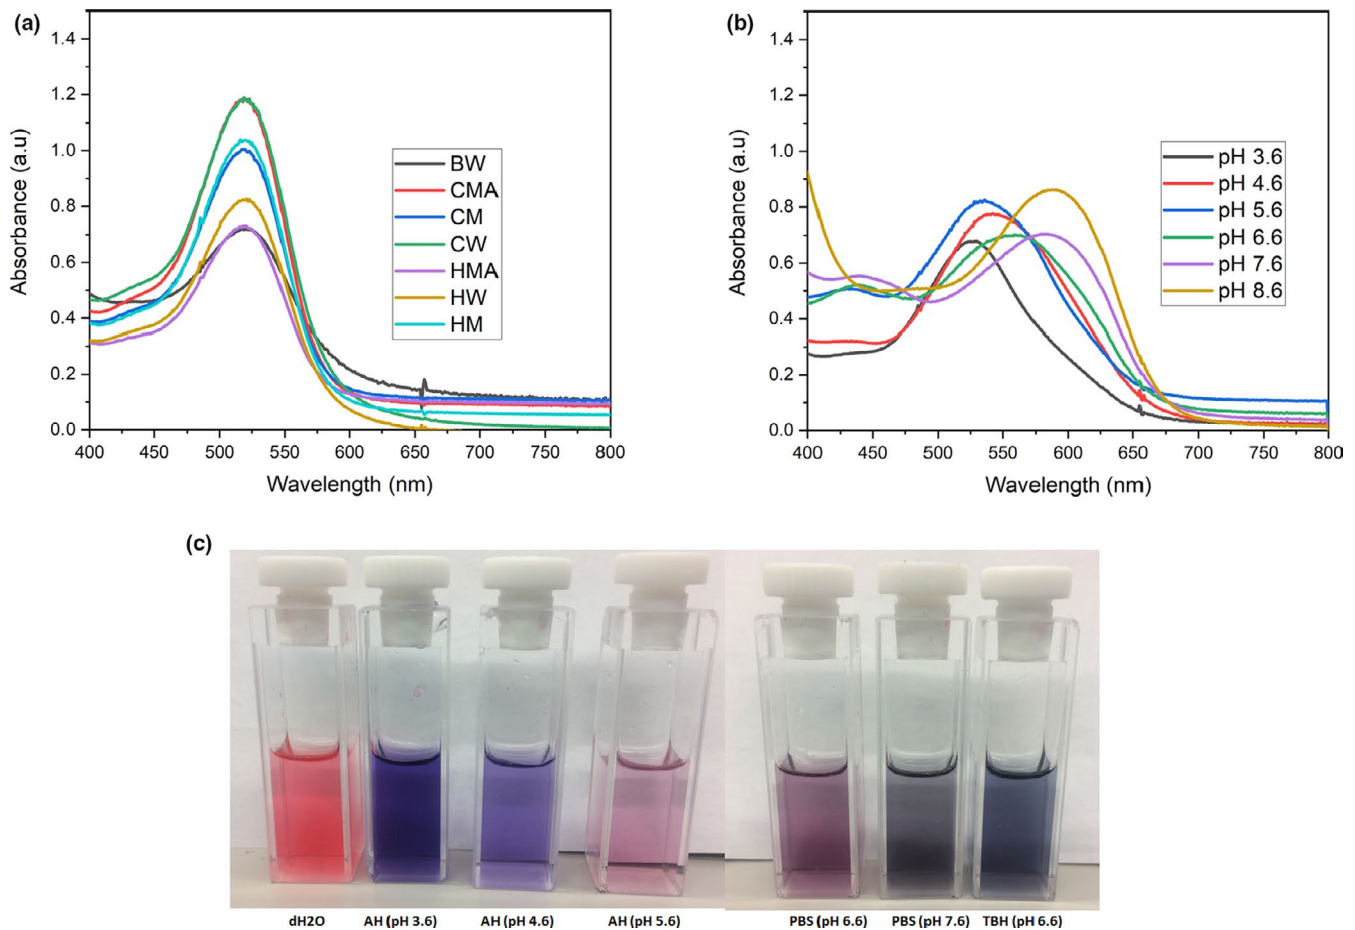 (a)
1.4
1.2
1.0
0.8
0.6
0.4
0.2
0.0
Absorbance (a.u)
400 450 500 550 600 650 700 750 800
Wavelength (nm)
BW
CMA
CM
CW
HMA
HW
HM
(b)
1.4
1.2
1.0
0.8
0.6
0.4
0.2
0.0
Absorbance (a.u)
400 450 500 550 600 650 700 750 800
Wavelength (nm)
pH 3.6
pH 4.6
pH 5.6
pH 6.6
pH 7.6
pH 8.6
(c)
dH2O AH (pH 3.6) AH (pH 4.6) AH (pH 5.6) PBS (pH 6.6) PBS (pH 7.6) TBH (pH 6.6)